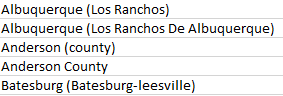 Albuquerque (Los Ranchos)
Albuquerque (Los Ranchos De Albuquerque)
Anderson (county)
Anderson County
Batesburg (Batesburg-leesville)